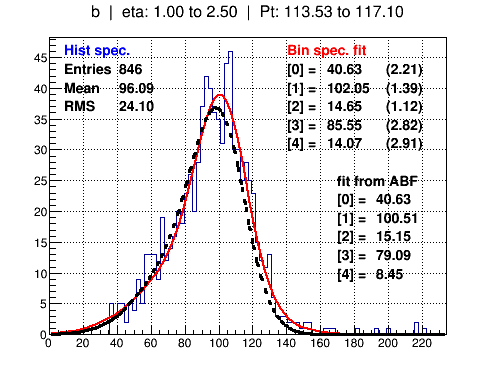 b | eta: 1.00 to 2.50 | Pt: 113.53 to 117.10
Hist spec.
Entries 846
Mean 96.09
RMS 24.10
Bin spec. fit
[0] = 40.63 (2.21)
[1] = 102.05 (1.39)
[2] = 14.65 (1.12)
[3] = 85.55 (2.82)
[4] = 14.07 (2.91)
fit from ABF
[0] = 40.63
[1] = 100.51
[2] = 15.15
[3] = 79.09
[4] = 8.45
45
40
35
30
25
20
15
10
5
0
0 20 40 60 80 100 120 140 160 180 200 220